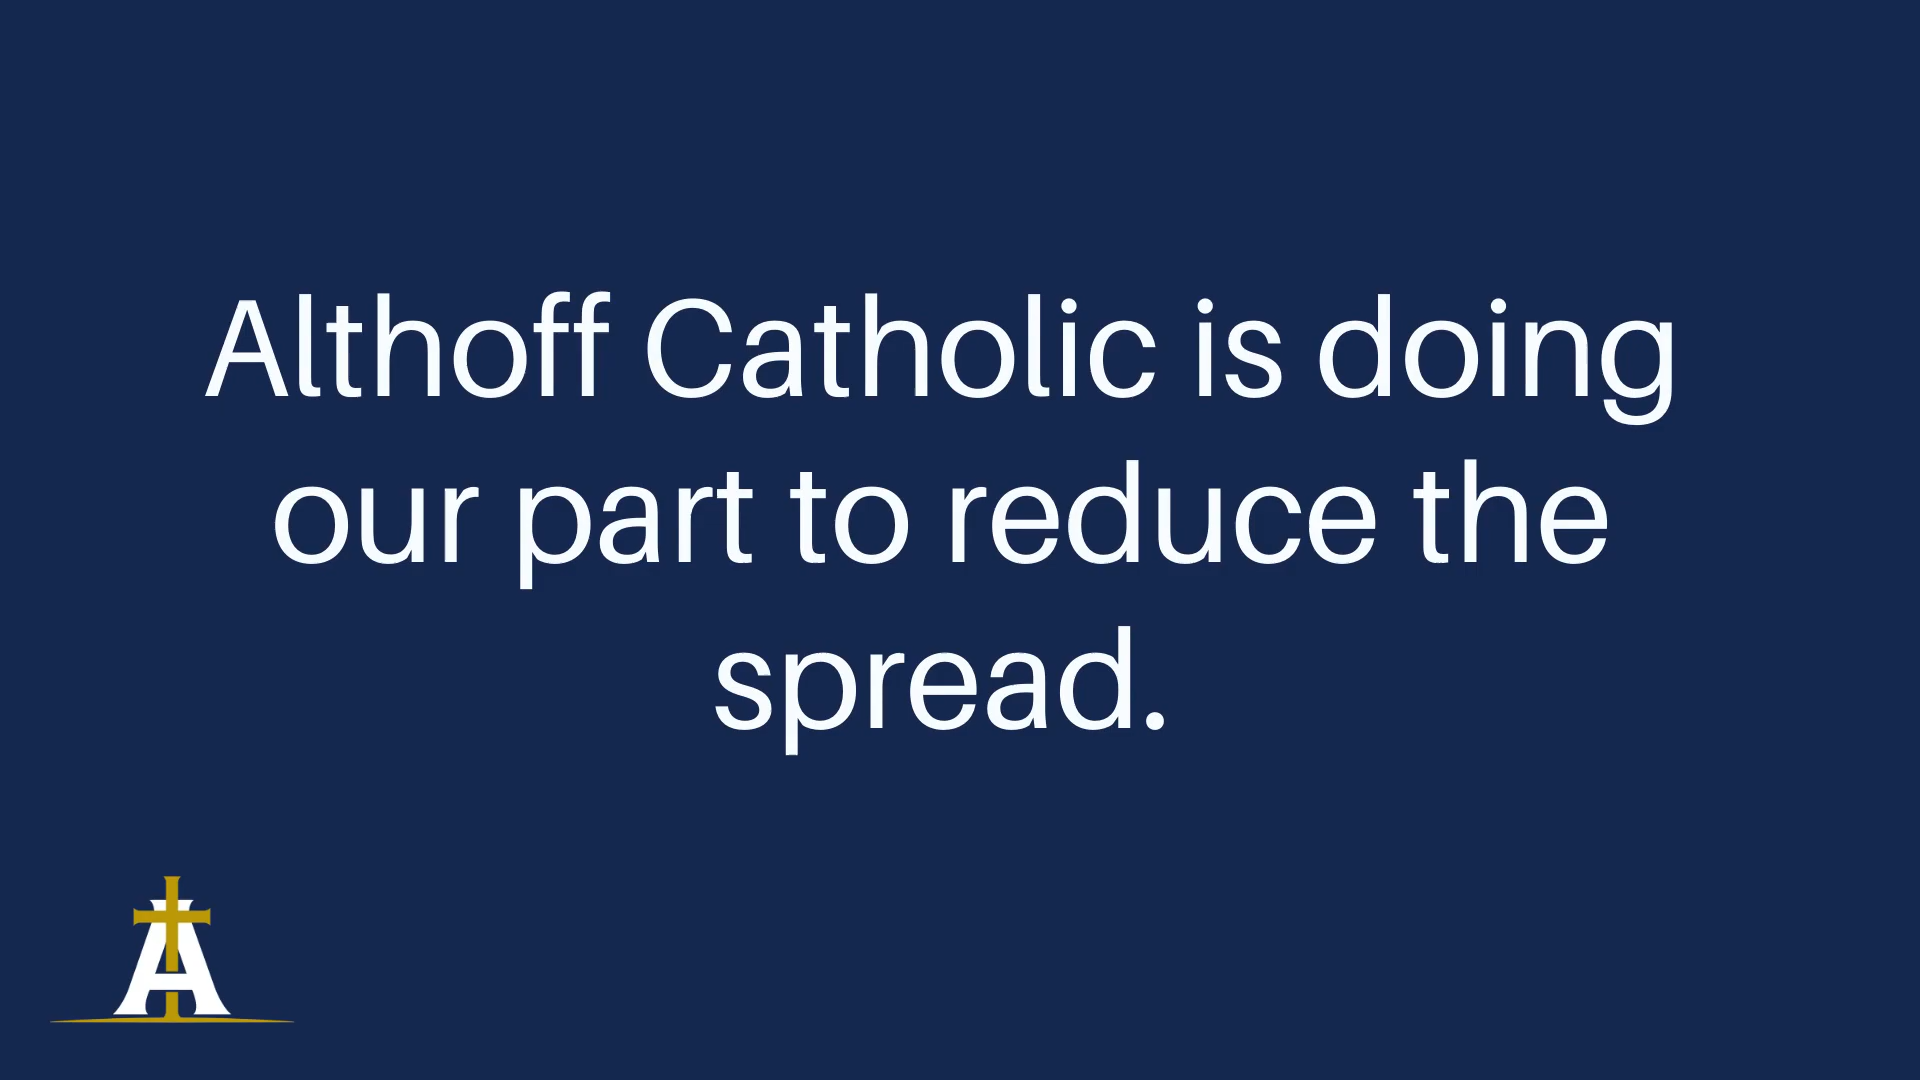 Althoff Catholic is doing
our part to reduce the
spread.
A